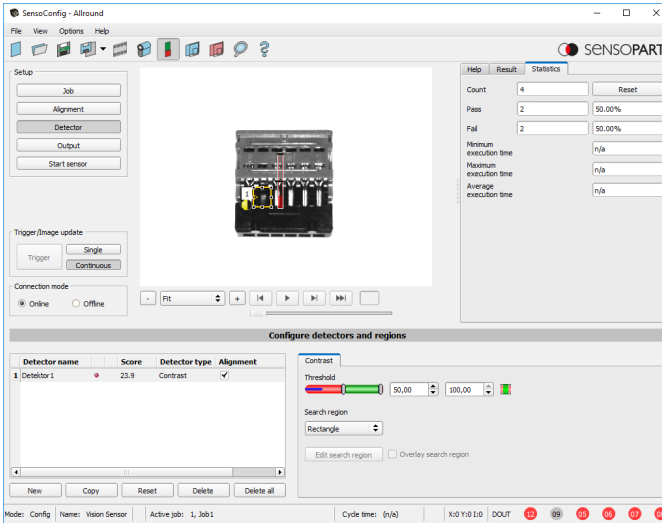 SensoConfig - Allround
File View Options Help
SENSOPART
Setup
Job
Alignment
Detector
Output
Start sensor
Trigger/Image update
Trigger
Single
Continuous
Connection mode
Online Offline
- Fit +
1
Help Result Statistics
Count 4 Reset
Pass 2 50.00%
Fail 2 50.00%
Minimum
execution time n/a
Maximum
execution time n/a
Average
execution time n/a
Configure detectors and regions
Detector name Score Detector type Alignment
1 Detektor1 23.9 Contrast
New Copy Reset Delete Delete all
Contrast
Threshold
50,00 100,00
Search region
Rectangle
Edit search region Overlay search region
Mode: Config Name: Vision Sensor Active job: 1, Job1 Cycle time: (n/a) X:0 Y:0 I:0 DOUT 12 09 05 06 07 08